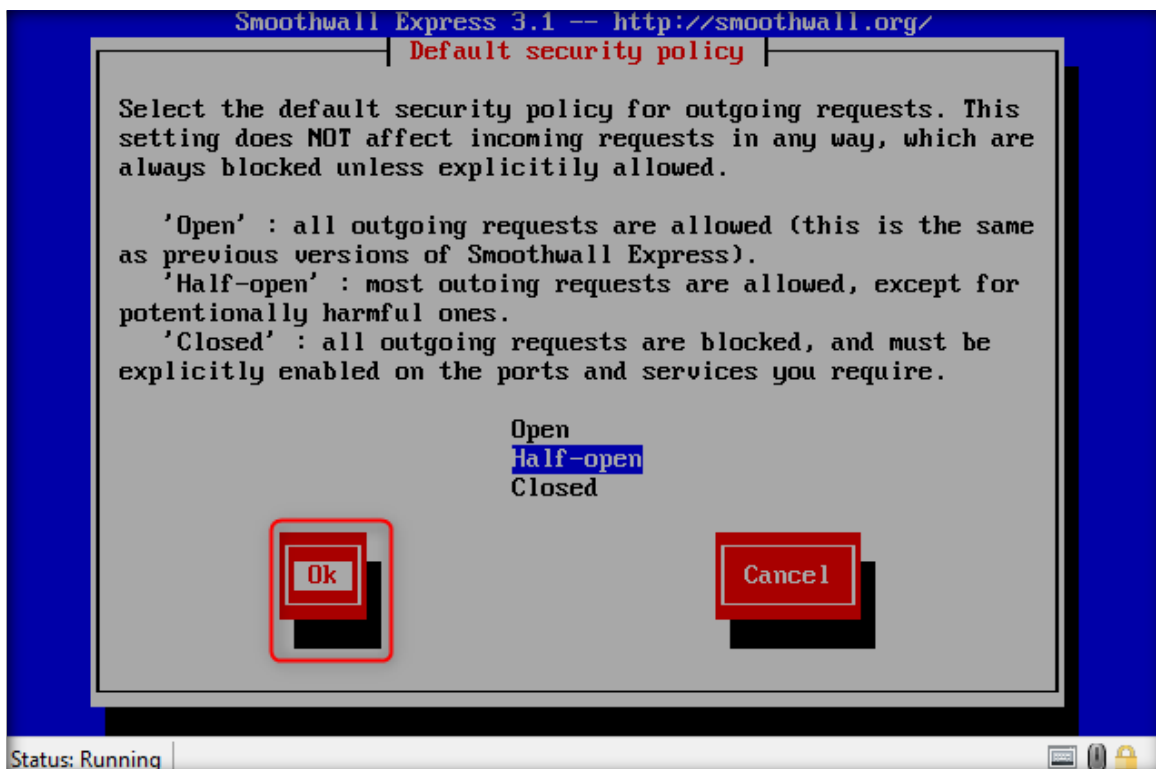 Smoothwall Express 3.1 -- http://smoothwall.org/
Default security policy
Select the default security policy for outgoing requests. This
setting does NOT affect incoming requests in any way, which are
always blocked unless explicitily allowed.
'Open' : all outgoing requests are allowed (this is the same
as previous versions of Smoothwall Express).
'Half-open' : most outoing requests are allowed, except for
potentionally harmful ones.
'Closed' : all outgoing requests are blocked, and must be
explicitly enabled on the ports and services you require.
Open
Half-open
Closed
Ok
Cancel
Status: Running